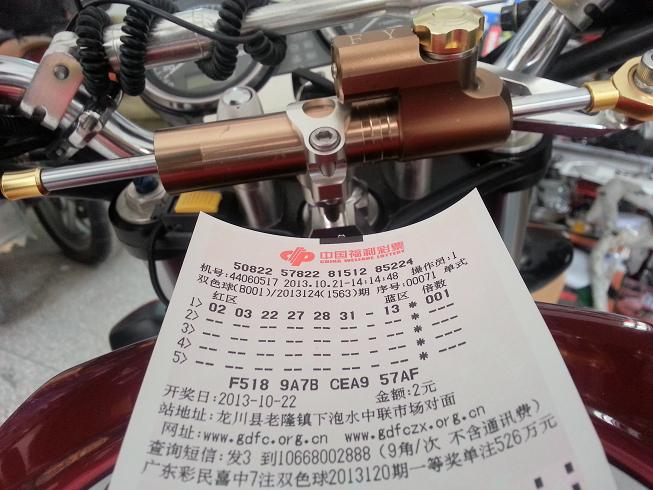 FY
中国福利彩票
CHINA WELFARE LOTTERY
50822 57822 81512 85224
机号:44060517 2013.10.21-14:14:48 操作员:1
双色球(B001)/2013124(1563)期 序号:00071 单式
红区 蓝区 倍数
1> 02 03 22 27 28 31 - 13 * 001
2> -- -- -- -- -- -- - -- * --
3> -- -- -- -- -- -- - -- * --
4> -- -- -- -- -- -- - -- * --
5> -- -- -- -- -- -- - -- * --
F518 9A7B CEA9 57AF
开奖日:2013-10-22 金额:2元
站地址:龙川县老隆镇下泡水中联市场对面
网址:www.gdfc.org.cn www.gdfczx.org.cn
查询短信:发3 到10668002888 (9角/次 不含通讯费)
广东彩民喜中7注双色球2013120期一等奖单注526万元